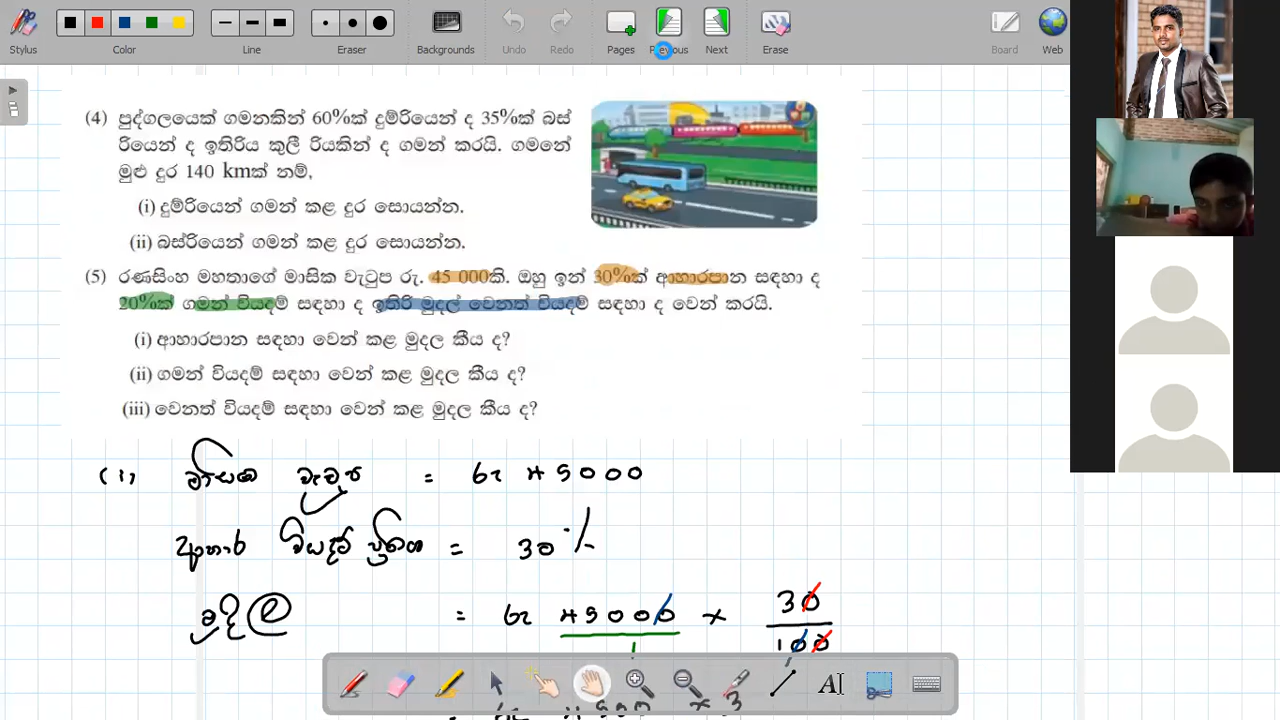 Stylus
Color
Line
Eraser
Backgrounds
Undo
Redo
Pages
Previous
Next
Erase
Board
Web
(4) පුද්ගලයෙක් ගමනකින් 60%ක් දුම්රියෙන් ද 35%ක් බස්
රියෙන් ද ඉතිරිය කුලී රියකින් ද ගමන් කරයි. ගමනේ
මුළු දුර 140 kmක් නම්,
(i) දුම්රියෙන් ගමන් කළ දුර සොයන්න.
(ii) බස්රියෙන් ගමන් කළ දුර සොයන්න.
(5) රණසිංහ මහතාගේ මාසික වැටුප රු. 45 000කි. ඔහු ඉන් 30%ක් ආහාරපාන සඳහා ද
20%ක් ගමන් වියදම් සඳහා ද ඉතිරි මුදල් වෙනත් වියදම් සඳහා ද වෙන් කරයි.
(i) ආහාරපාන සඳහා වෙන් කළ මුදල කීය ද?
(ii) ගමන් වියදම් සඳහා වෙන් කළ මුදල කීය ද?
(iii) වෙනත් වියදම් සඳහා වෙන් කළ මුදල කීය ද?
(i) මාසික වැටුප = රු 45000
ආහාර වියදම් = 30%
මුදල = රු 45000 × 30/100
= රු 4500 × 3
AI